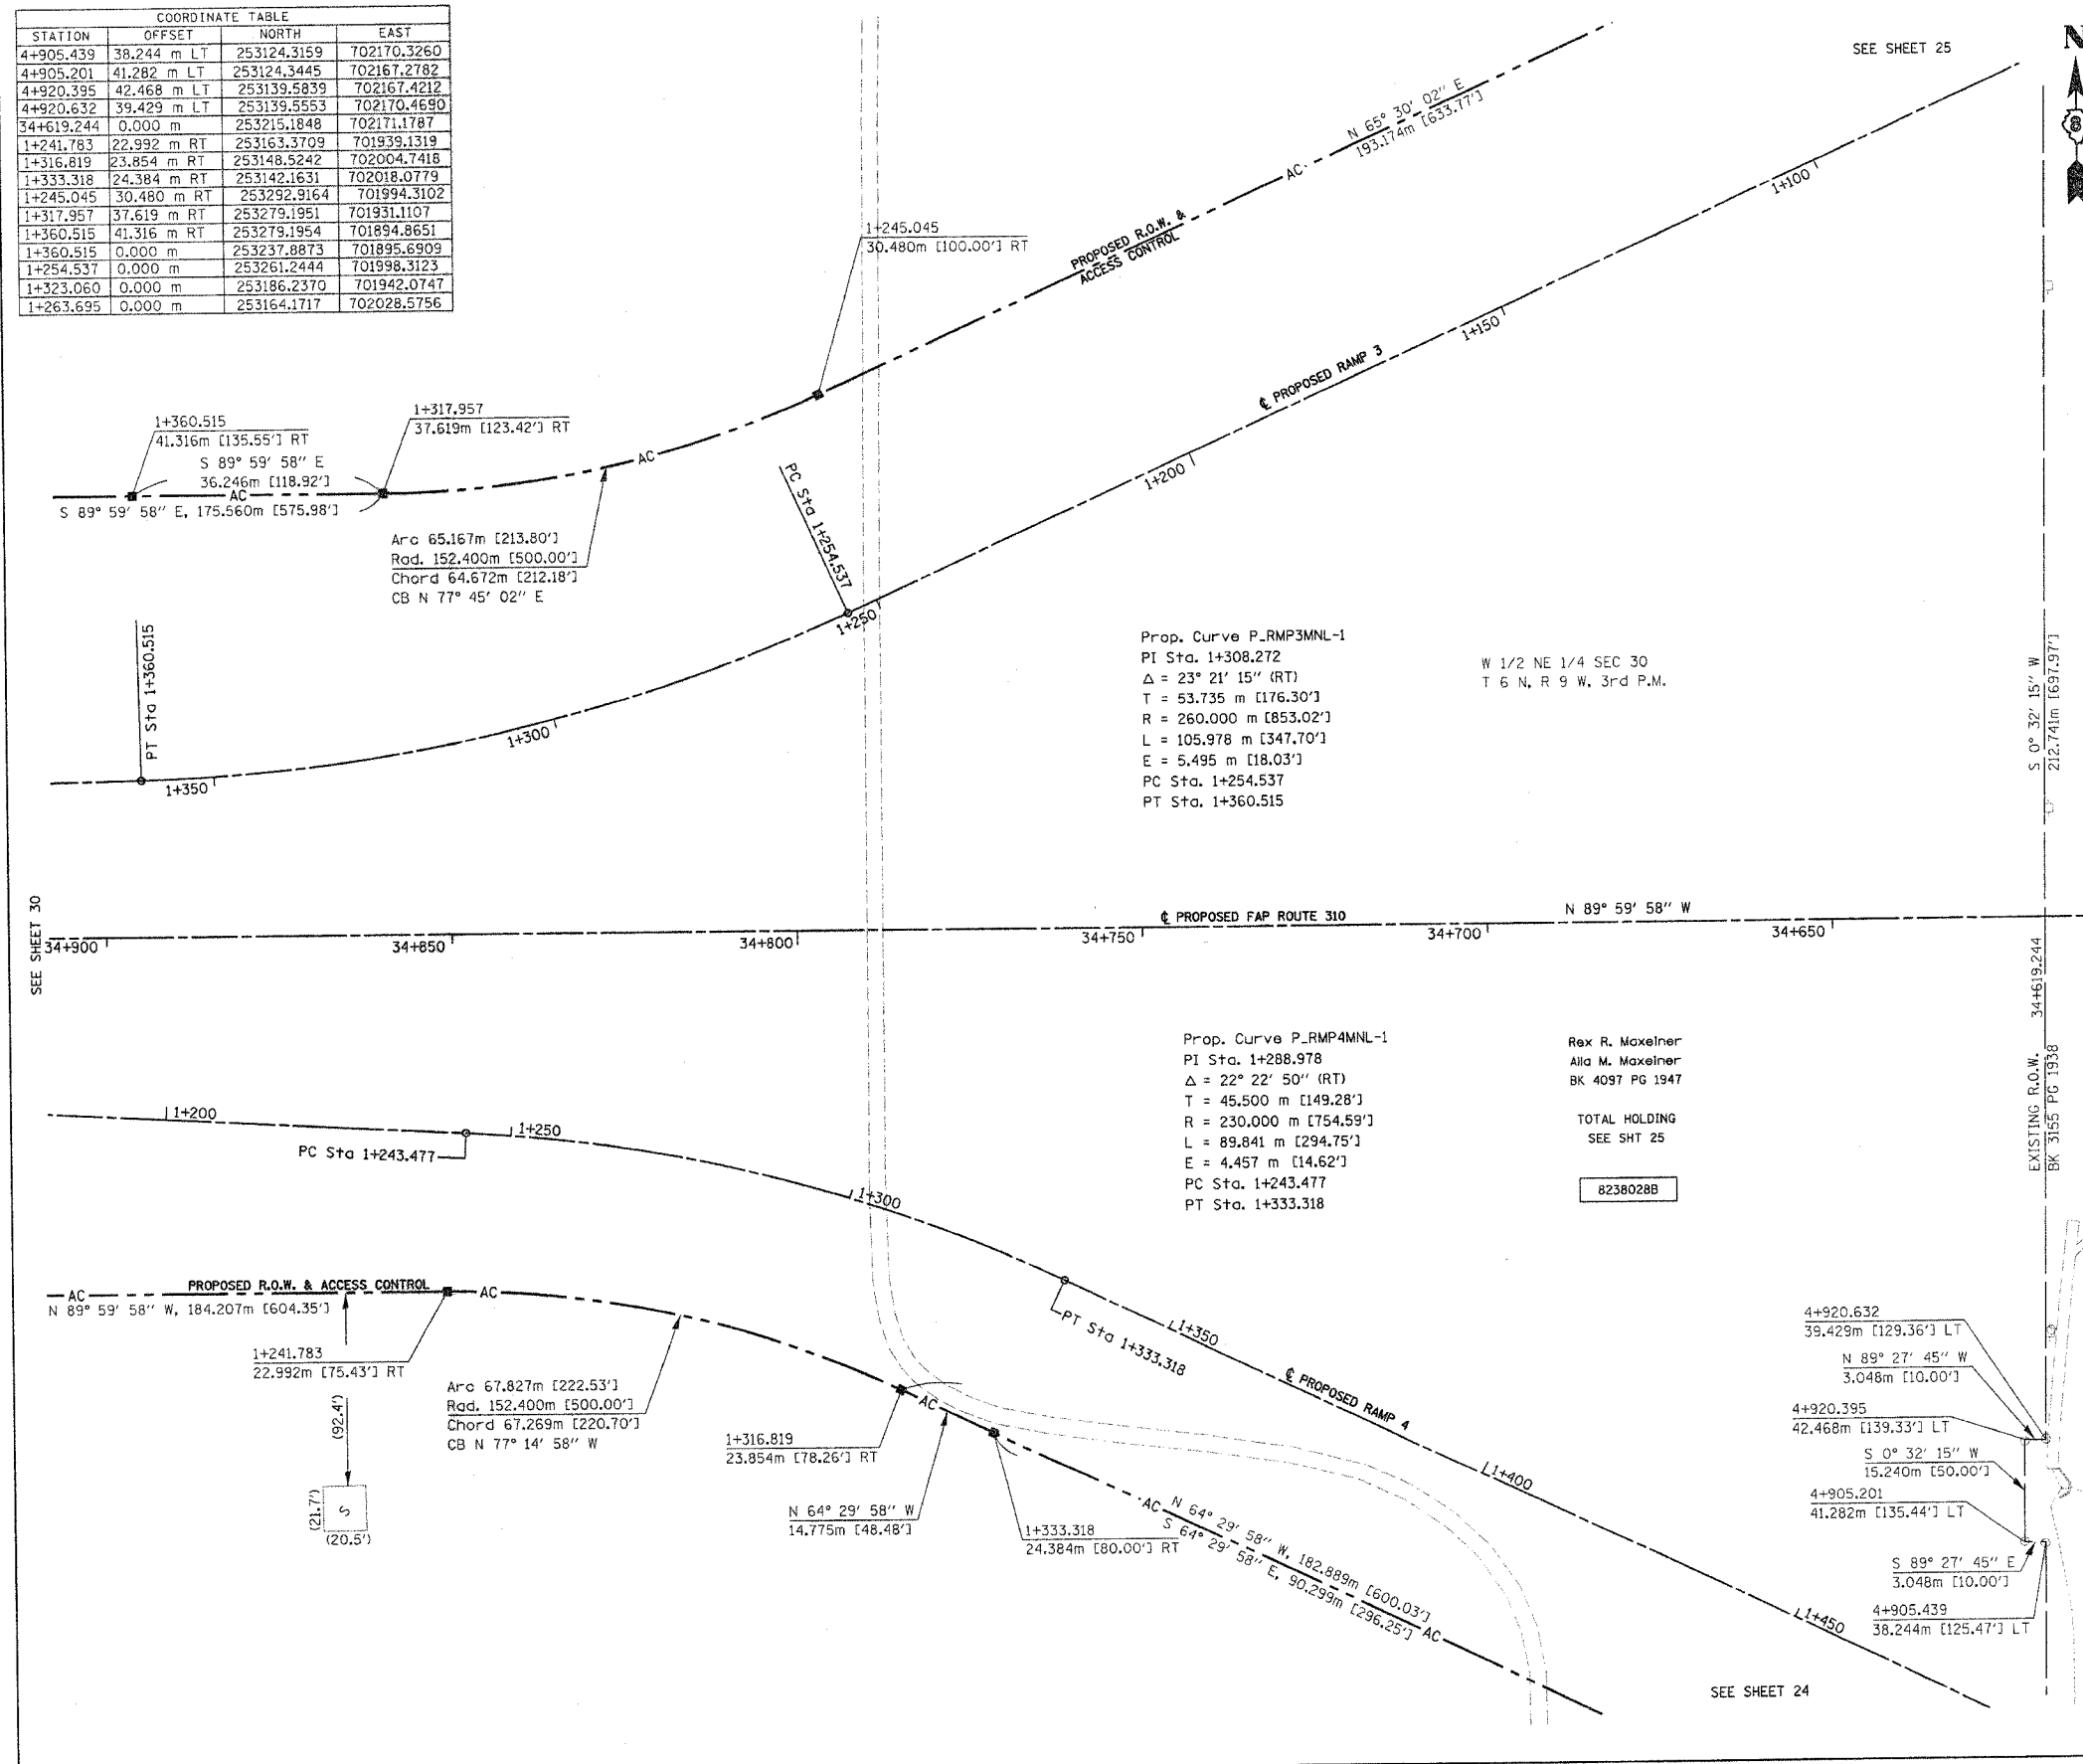 COORDINATE TABLE
STATION OFFSET NORTH EAST
4+905.439 38.244 m LT 253124.3159 702170.3260
4+905.201 41.282 m LT 253124.3445 702167.2782
4+920.395 42.468 m LT 253139.5839 702167.4212
4+920.632 39.429 m LT 253139.5553 702170.4690
34+619.244 0.000 m 253215.1848 702171.1787
1+241.783 22.992 m RT 253163.3709 701939.1319
1+316.819 23.854 m RT 253148.5242 702004.7418
1+333.318 24.384 m RT 253142.1631 702018.0779
1+245.045 30.480 m RT 253292.9164 701994.3102
1+317.957 37.619 m RT 253279.1951 701931.1107
1+360.515 41.316 m RT 253279.1954 701894.8651
1+360.515 0.000 m 253237.8873 701895.6909
1+254.537 0.000 m 253261.2444 701998.3123
1+323.060 0.000 m 253186.2370 701942.0747
1+263.695 0.000 m 253164.1717 702028.5756
SEE SHEET 25
N
8
N 65° 30' 02" E
193.174m [633.77']
AC
PROPOSED R.O.W. &
ACCESS CONTROL
1+100
1+150
℄ PROPOSED RAMP 3
1+200
1+245.045
30.480m [100.00'] RT
1+360.515
41.316m [135.55'] RT
S 89° 59' 58" E
36.246m [118.92']
AC
S 89° 59' 58" E, 175.560m [575.98']
1+317.957
37.619m [123.42'] RT
AC
Arc 65.167m [213.80']
Rad. 152.400m [500.00']
Chord 64.672m [212.18']
CB N 77° 45' 02" E
PC Sta 1+254.537
1+250
PT Sta 1+360.515
1+300
1+350
Prop. Curve P_RMP3MNL-1
PI Sta. 1+308.272
Δ = 23° 21' 15" (RT)
T = 53.735 m [176.30']
R = 260.000 m [853.02']
L = 105.978 m [347.70']
E = 5.495 m [18.03']
PC Sta. 1+254.537
PT Sta. 1+360.515
W 1/2 NE 1/4 SEC 30
T 6 N, R 9 W, 3rd P.M.
S 0° 32' 15" W
212.741m [697.97']
SEE SHEET 30
℄ PROPOSED FAP ROUTE 310
N 89° 59' 58" W
34+900
34+850
34+800
34+750
34+700
34+650
34+619.244
EXISTING R.O.W.
BK 3155 PG 1938
Prop. Curve P_RMP4MNL-1
PI Sta. 1+288.978
Δ = 22° 22' 50" (RT)
T = 45.500 m [149.28']
R = 230.000 m [754.59']
L = 89.841 m [294.75']
E = 4.457 m [14.62']
PC Sta. 1+243.477
PT Sta. 1+333.318
Rex R. Maxeiner
Alla M. Maxeiner
BK 4097 PG 1947
TOTAL HOLDING
SEE SHT 25
8238028B
1+200
PC Sta 1+243.477
1+250
1+300
AC
PROPOSED R.O.W. & ACCESS CONTROL
AC
N 89° 59' 58" W, 184.207m [604.35']
1+241.783
22.992m [75.43'] RT
(92.4')
(21.7')
S
(20.5')
Arc 67.827m [222.53']
Rad. 152.400m [500.00']
Chord 67.269m [220.70']
CB N 77° 14' 58" W
PT Sta 1+333.318
1+350
℄ PROPOSED RAMP 4
AC
1+316.819
23.854m [78.26'] RT
N 64° 29' 58" W
14.775m [48.48']
1+333.318
24.384m [80.00'] RT
AC
N 64° 29' 58" W, 182.889m [600.03']
S 64° 29' 58" E, 90.299m [296.25']
AC
1+400
1+450
4+920.632
39.429m [129.36'] LT
N 89° 27' 45" W
3.048m [10.00']
4+920.395
42.468m [139.33'] LT
S 0° 32' 15" W
15.240m [50.00']
4+905.201
41.282m [135.44'] LT
S 89° 27' 45" E
3.048m [10.00']
4+905.439
38.244m [125.47'] LT
SEE SHEET 24